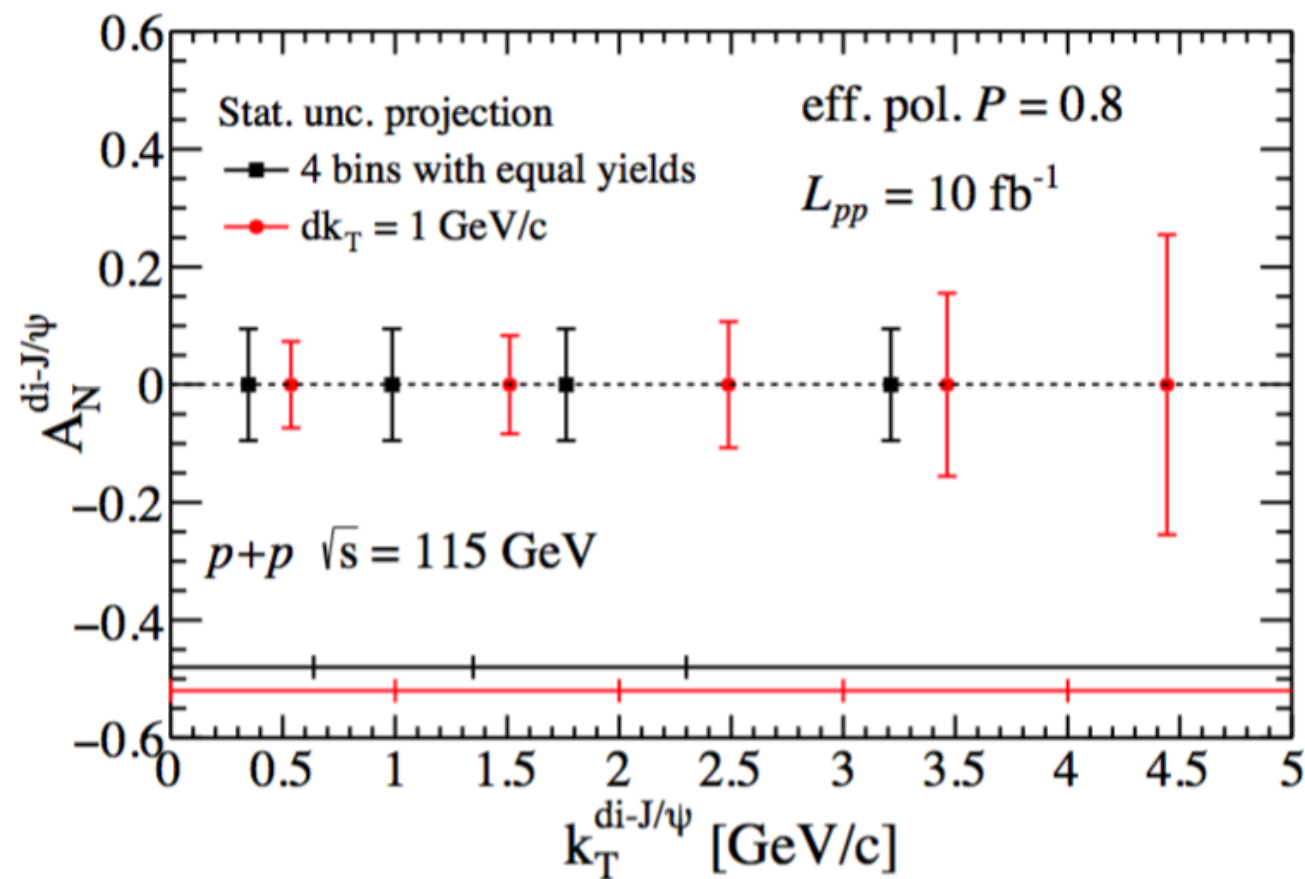 0.6
0.4
0.2
0
−0.2
−0.4
−0.6
A_N^{di-J/ψ}
Stat. unc. projection
4 bins with equal yields
dk_T = 1 GeV/c
eff. pol. P = 0.8
L_{pp} = 10 fb^{-1}
p+p √s = 115 GeV
0 0.5 1 1.5 2 2.5 3 3.5 4 4.5 5
k_T^{di-J/ψ} [GeV/c]